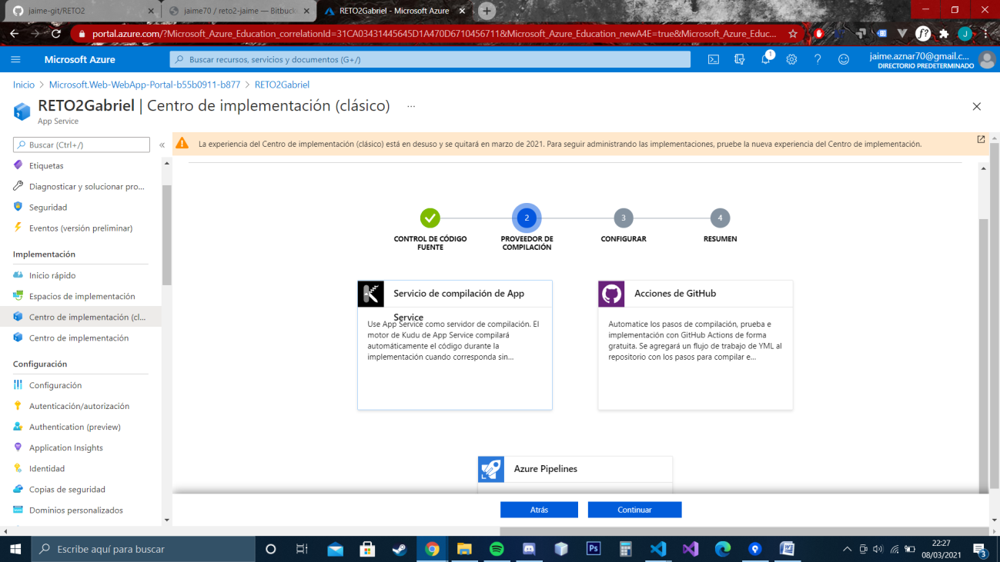 jaime-git/RETO2
jaime70 / reto2-jaime — Bitbuck
RETO2Gabriel - Microsoft Azure
portal.azure.com/?Microsoft_Azure_Education_correlationId=31CA03431445645D1A470D6710456711&Microsoft_Azure_Education_newA4E=true&Microsoft_Azure_Educ...
Microsoft Azure
Buscar recursos, servicios y documentos (G+/)
1
jaime.aznar70@gmail.c...
DIRECTORIO PREDETERMINADO
Inicio > Microsoft.Web-WebApp-Portal-b55b0911-b877 > RETO2Gabriel
RETO2Gabriel | Centro de implementación (clásico) ...
App Service
Buscar (Ctrl+/)
Etiquetas
Diagnosticar y solucionar pro...
Seguridad
Eventos (versión preliminar)
Implementación
Inicio rápido
Espacios de implementación
Centro de implementación (cl...
Centro de implementación
Configuración
Configuración
Autenticación/autorización
Authentication (preview)
Application Insights
Identidad
Copias de seguridad
Dominios personalizados
La experiencia del Centro de implementación (clásico) está en desuso y se quitará en marzo de 2021. Para seguir administrando las implementaciones, pruebe la nueva experiencia del Centro de implementación.
2
3
4
CONTROL DE CÓDIGO
FUENTE
PROVEEDOR DE
COMPILACIÓN
CONFIGURAR
RESUMEN
Servicio de compilación de App
Service
Use App Service como servidor de compilación. El
motor de Kudu de App Service compilará
automáticamente el código durante la
implementación cuando corresponda sin...
Acciones de GitHub
Automatice los pasos de compilación, prueba e
implementación con GitHub Actions de forma
gratuita. Se agregará un flujo de trabajo de YML al
repositorio con los pasos para compilar e...
Azure Pipelines
Atrás
Continuar
Escribe aquí para buscar
22:27
08/03/2021
3